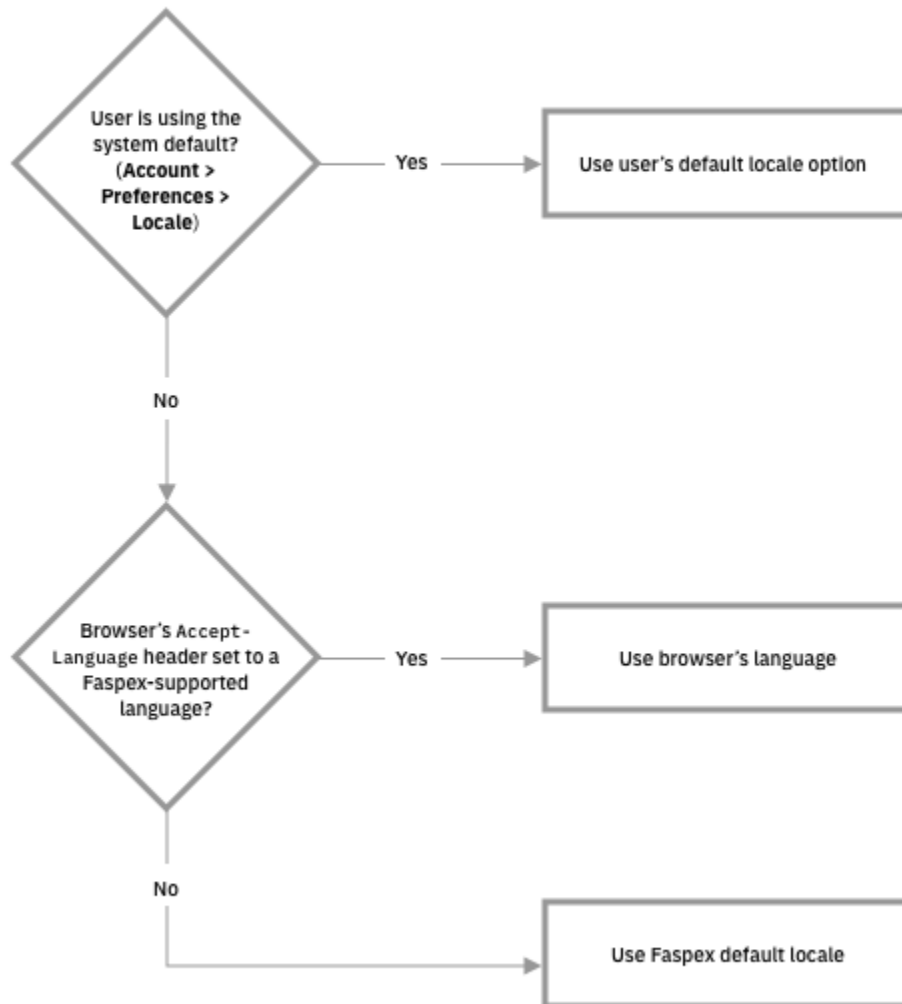 User is using the
system default?
(Account >
Preferences >
Locale)
Yes
Use user's default locale option
No
Browser's Accept-
Language header set to a
Faspex-supported
language?
Yes
Use browser's language
No
Use Faspex default locale